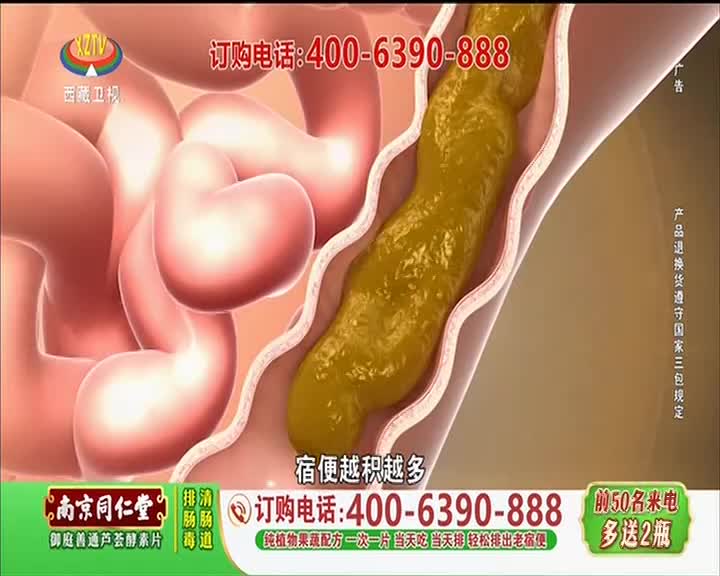 XZTV
西藏卫视
订购电话:400-6390-888
广告
产品退换货遵守国家三包规定
宿便越积越多
南京同仁堂
御庭善通芦荟酵素片
排肠毒
清肠道
订购电话:400-6390-888
纯植物果蔬配方 一次一片 当天吃 当天排 轻松排出老宿便
前50名来电
多送2瓶